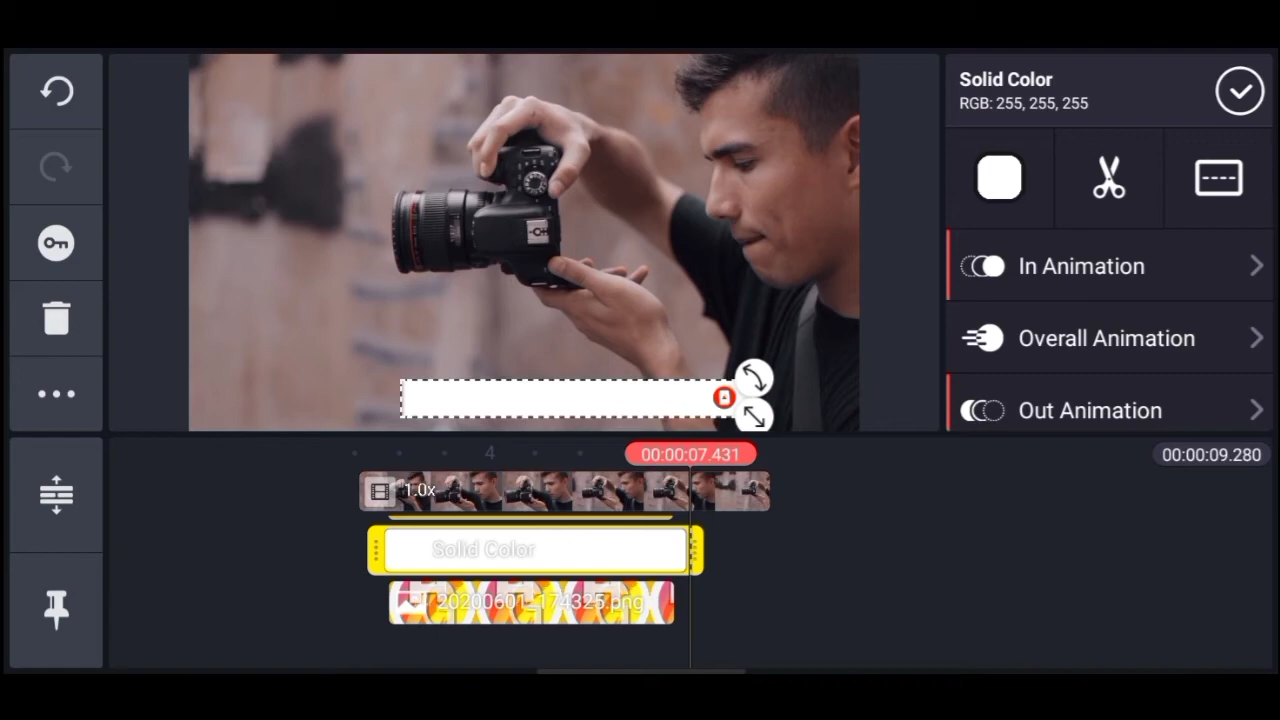 Solid Color
RGB: 255, 255, 255
In Animation
Overall Animation
Out Animation
4
00:00:07.431
00:00:09.280
1.0x
Solid Color
20200601_174325.png